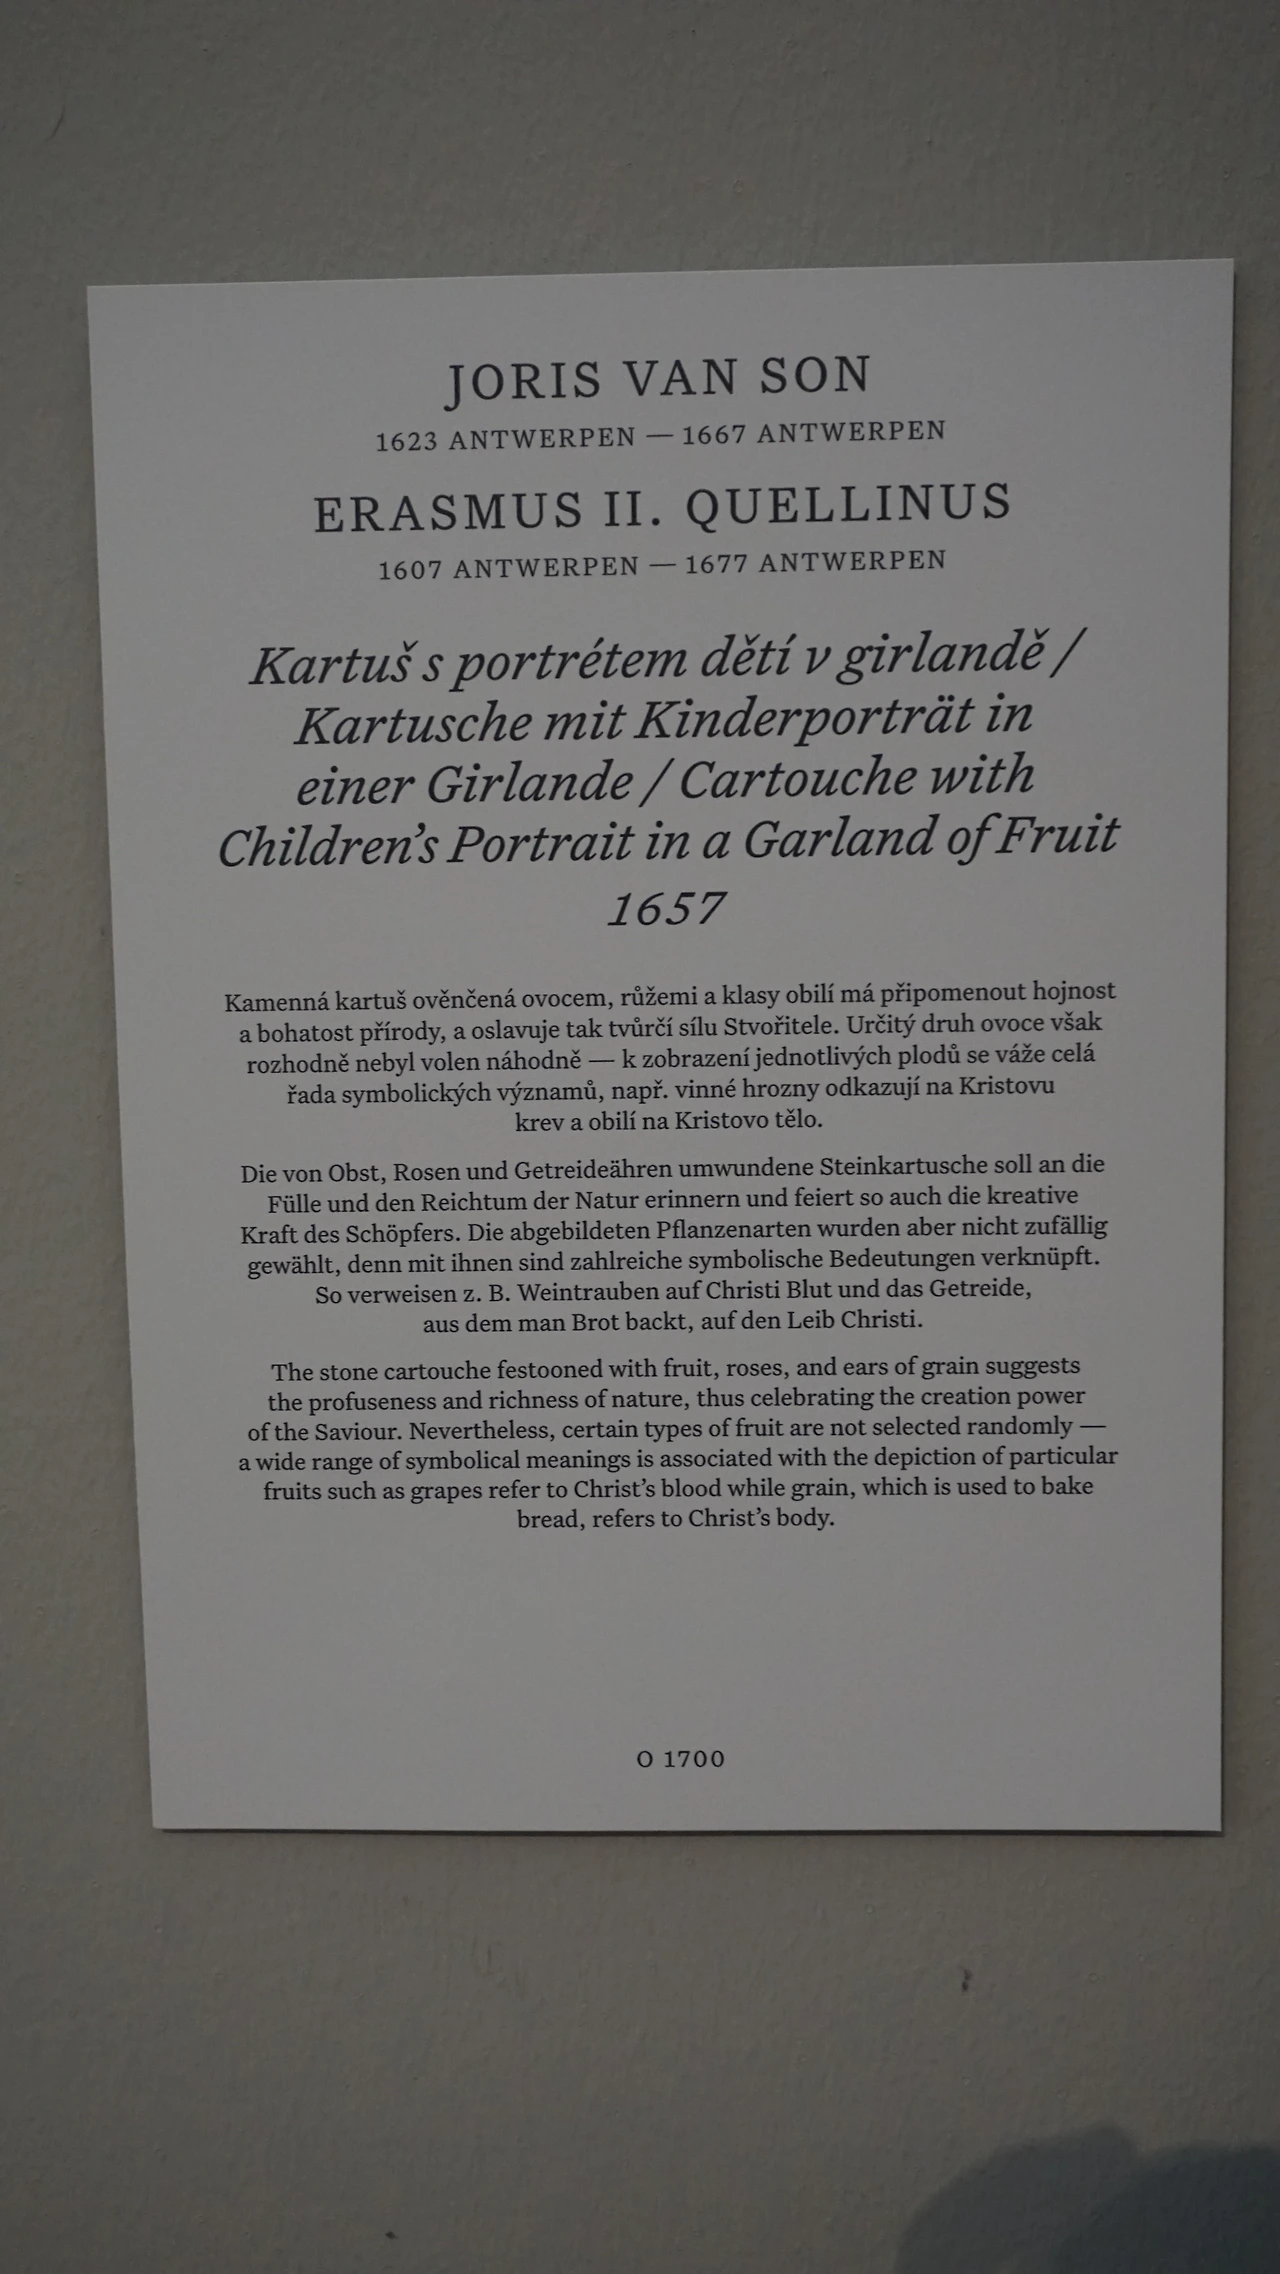 JORIS VAN SON
1623 ANTWERPEN — 1667 ANTWERPEN
ERASMUS II. QUELLINUS
1607 ANTWERPEN — 1677 ANTWERPEN
Kartuš s portrétem dětí v girlandě /
Kartusche mit Kinderporträt in
einer Girlande / Cartouche with
Children’s Portrait in a Garland of Fruit
1657
Kamenná kartuš ověnčená ovocem, růžemi a klasy obilí má připomenout hojnost
a bohatost přírody, a oslavuje tak tvůrčí sílu Stvořitele. Určitý druh ovoce však
rozhodně nebyl volen náhodně — k zobrazení jednotlivých plodů se váže celá
řada symbolických významů, např. vinné hrozny odkazují na Kristovu
krev a obilí na Kristovo tělo.
Die von Obst, Rosen und Getreideähren umwundene Steinkartusche soll an die
Fülle und den Reichtum der Natur erinnern und feiert so auch die kreative
Kraft des Schöpfers. Die abgebildeten Pflanzenarten wurden aber nicht zufällig
gewählt, denn mit ihnen sind zahlreiche symbolische Bedeutungen verknüpft.
So verweisen z. B. Weintrauben auf Christi Blut und das Getreide,
aus dem man Brot backt, auf den Leib Christi.
The stone cartouche festooned with fruit, roses, and ears of grain suggests
the profuseness and richness of nature, thus celebrating the creation power
of the Saviour. Nevertheless, certain types of fruit are not selected randomly —
a wide range of symbolical meanings is associated with the depiction of particular
fruits such as grapes refer to Christ’s blood while grain, which is used to bake
bread, refers to Christ’s body.
O 1700